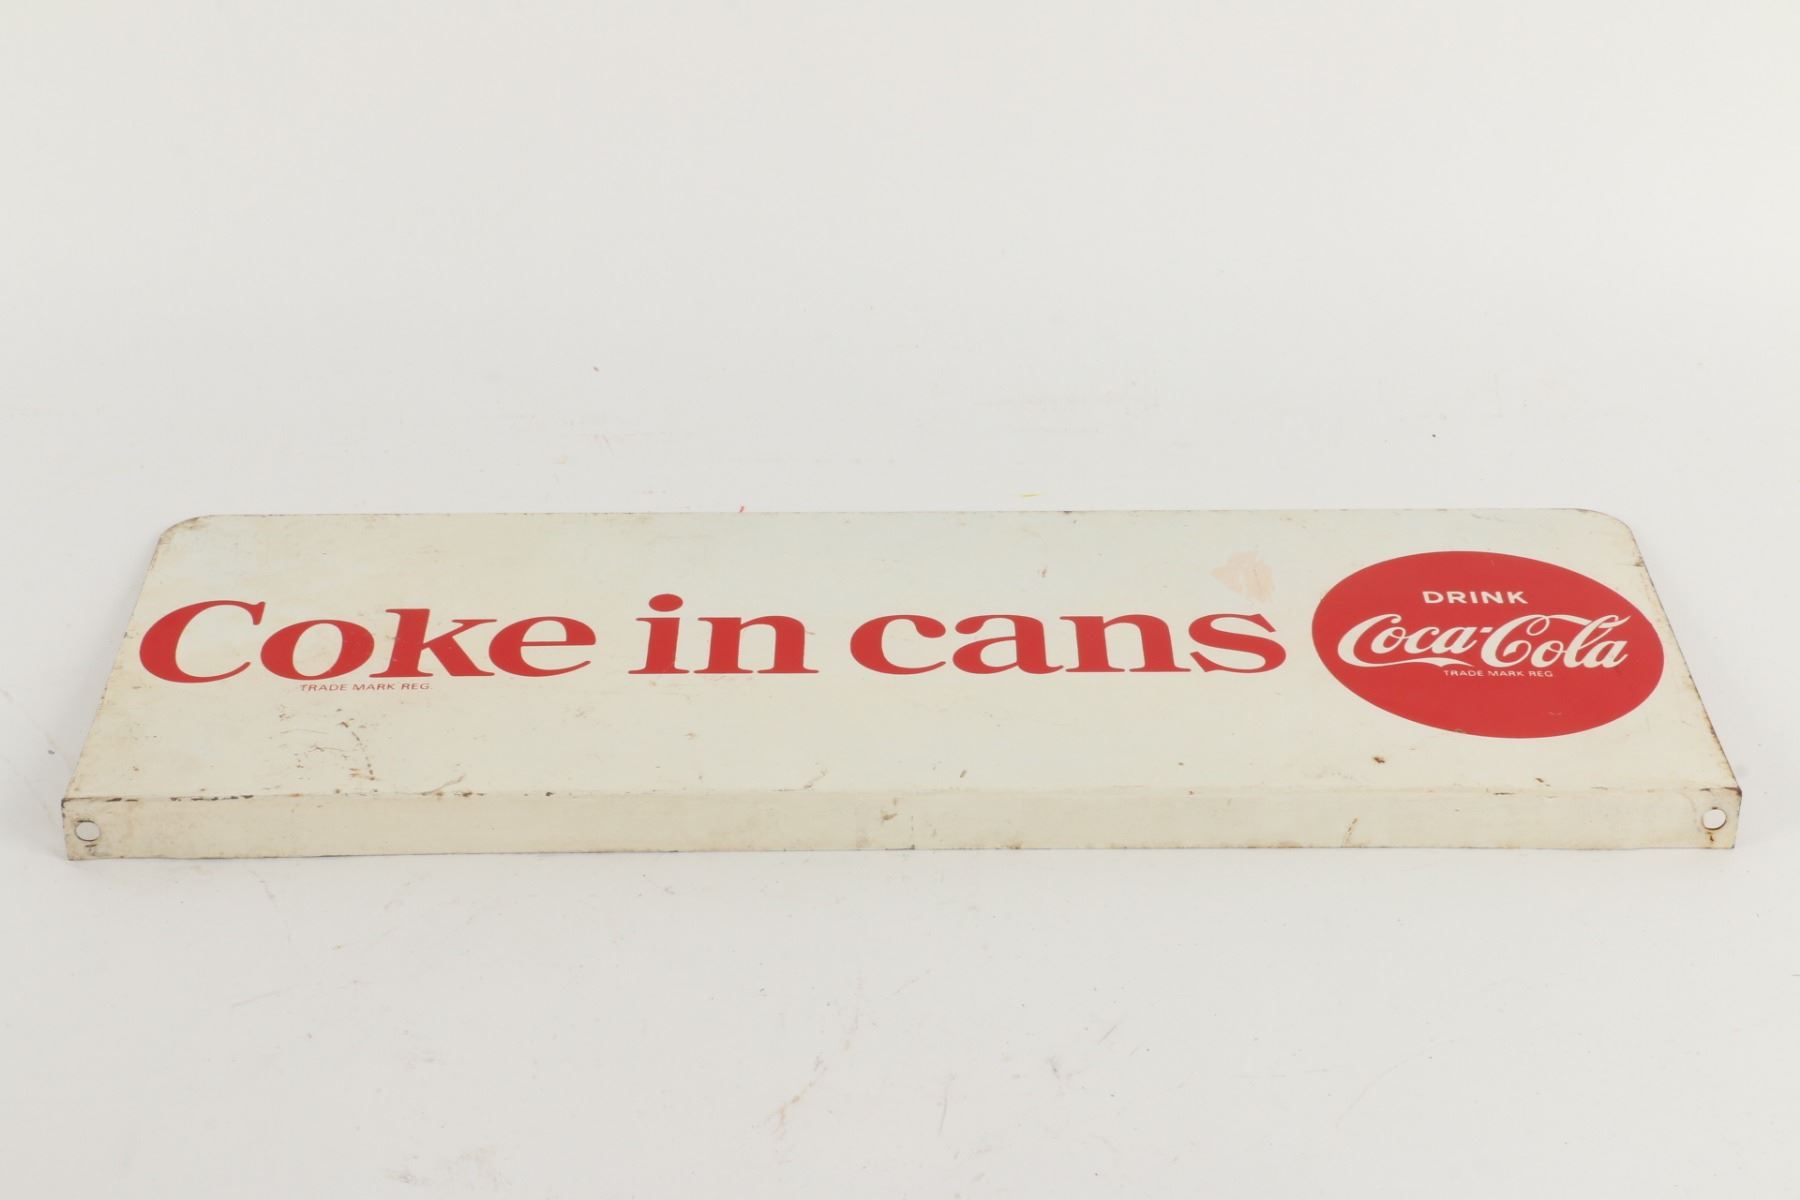 Coke in cans
TRADE MARK REG.
DRINK
Coca-Cola
TRADE MARK REG